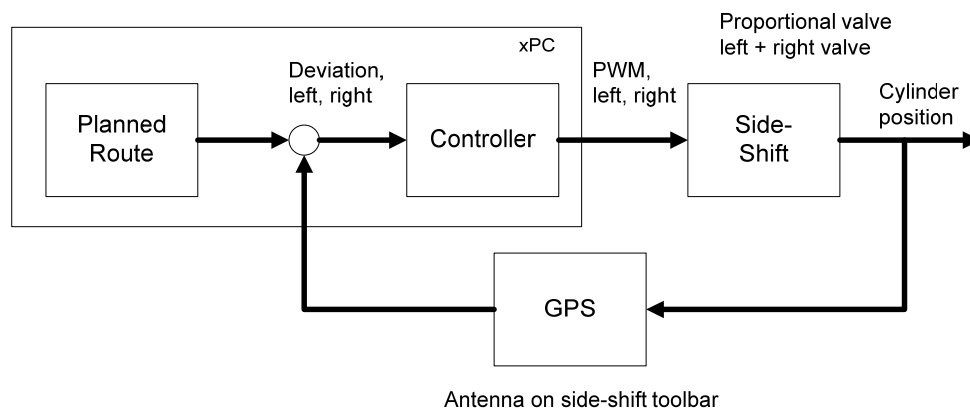 Proportional valve
left + right valve
xPC
Deviation,
left, right
PWM,
left, right
Cylinder
position
Planned
Route
Controller
Side-
Shift
GPS
Antenna on side-shift toolbar